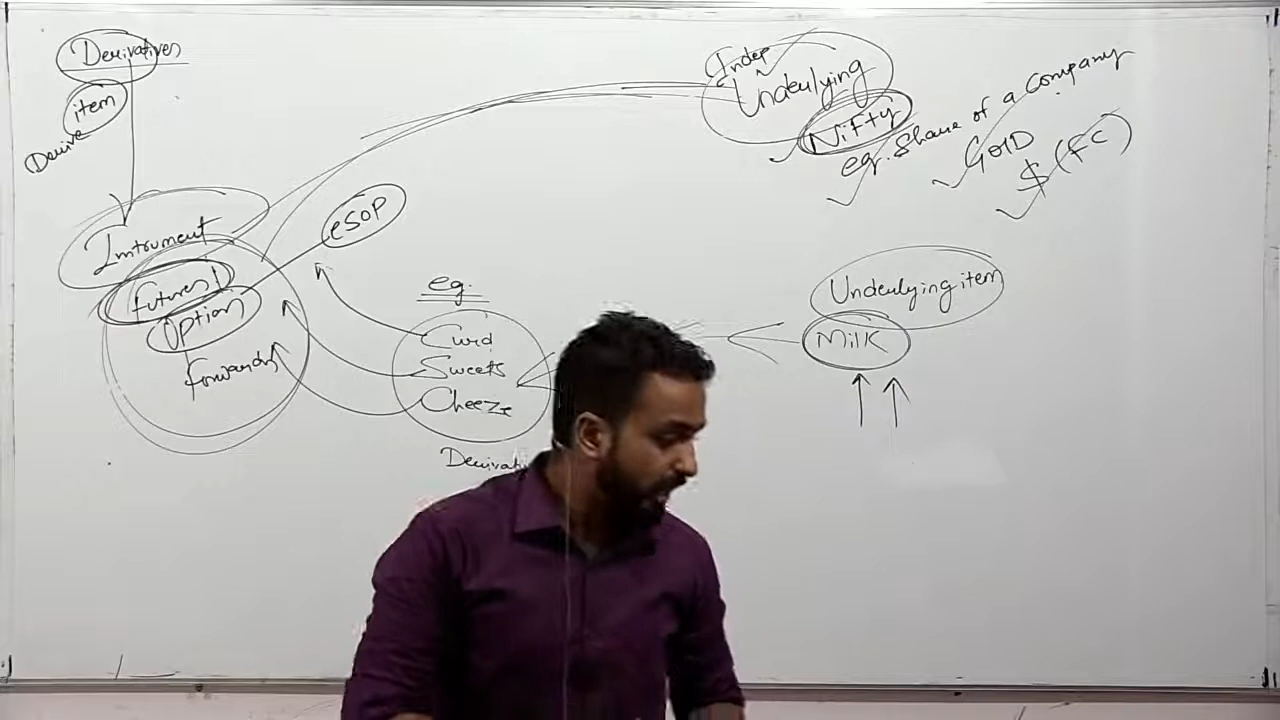 Derivatives
item
Derive
Instrument
Futures
Option
Forwards
eSOP
eg.
Curd
Sweets
Cheeze
Derivati
Indep
Underlying
Nifty
eg. Share of a Company
GOLD
$ (FC)
Underlying item
Milk